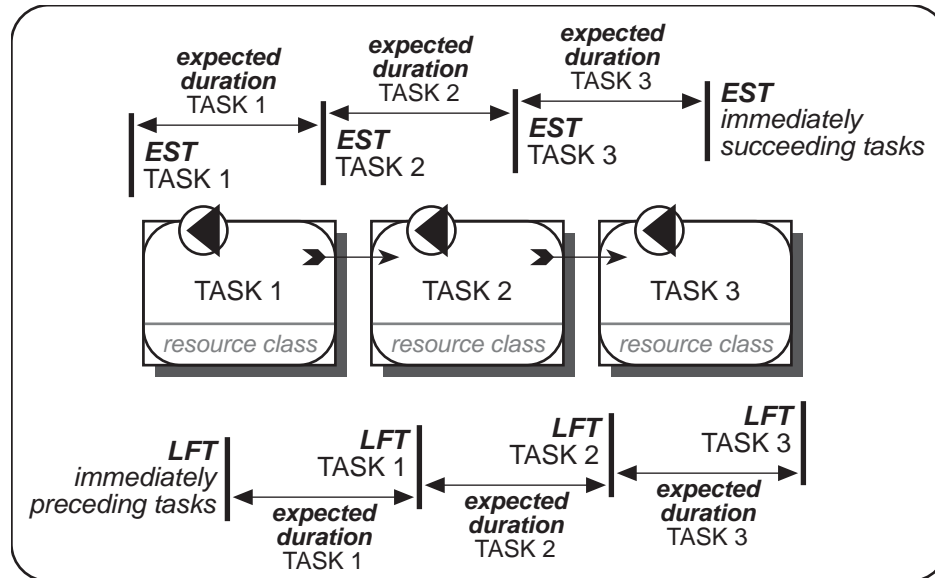 expected
duration
TASK 1
expected
duration
TASK 2
expected
duration
TASK 3
EST
TASK 1
EST
TASK 2
EST
TASK 3
EST
immediately
succeeding tasks
TASK 1
resource class
TASK 2
resource class
TASK 3
resource class
LFT
immediately
preceding tasks
LFT
TASK 1
LFT
TASK 2
LFT
TASK 3
expected
duration
TASK 1
expected
duration
TASK 2
expected
duration
TASK 3